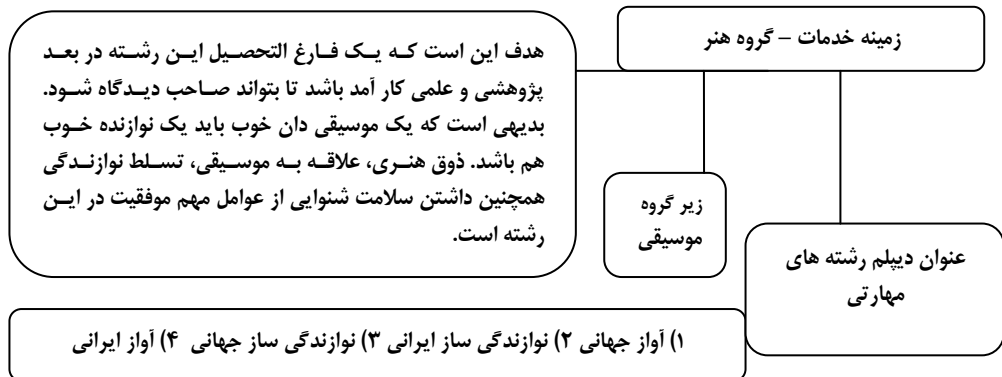 زمینه خدمات – گروه هنر
هدف این است که یک فارغ التحصیل این رشته در بعد
پژوهشی و علمی کار آمد باشد تا بتواند صاحب دیدگاه شود.
بدیهی است که یک موسیقی دان خوب باید یک نوازنده خوب
هم باشد. ذوق هنری، علاقه به موسیقی، تسلط نوازندگی
همچنین داشتن سلامت شنوایی از عوامل مهم موفقیت در این
رشته است.
زیر گروه
موسیقی
عنوان دیپلم رشته های
مهارتی
۱) آواز جهانی ۲) نوازندگی ساز ایرانی ۳) نوازندگی ساز جهانی ۴) آواز ایرانی